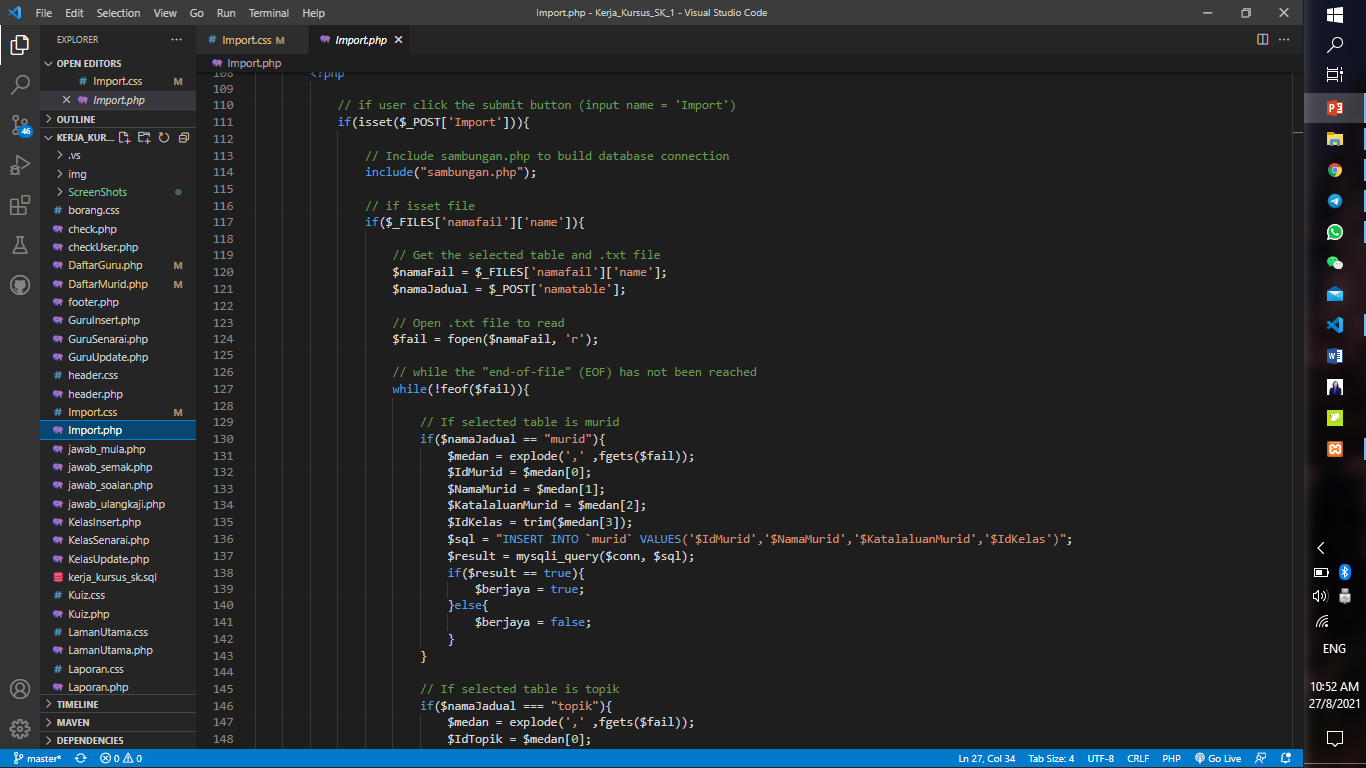 File Edit Selection View Go Run Terminal Help Import.php - Kerja_Kursus_SK_1 - Visual Studio Code
EXPLORER
OPEN EDITORS
# Import.css M
Import.php
OUTLINE
KERJA_KUR...
.vs
img
ScreenShots
# borang.css
check.php
checkUser.php
DaftarGuru.php M
DaftarMurid.php M
footer.php
GuruInsert.php
GuruSenarai.php
GuruUpdate.php
# header.css
header.php
# Import.css M
Import.php
jawab_mula.php
jawab_semak.php
jawab_soalan.php
jawab_ulangkaji.php
KelasInsert.php
KelasSenarai.php
KelasUpdate.php
kerja_kursus_sk.sql
# Kuiz.css
Kuiz.php
# LamanUtama.css
LamanUtama.php
# Laporan.css
Laporan.php
TIMELINE
MAVEN
DEPENDENCIES
46
# Import.css M Import.php
Import.php
108 <?php
109
110 // if user click the submit button (input name = 'Import')
111 if(isset($_POST['Import'])){
112
113 // Include sambungan.php to build database connection
114 include("sambungan.php");
115
116 // if isset file
117 if($_FILES['namafail']['name']){
118
119 // Get the selected table and .txt file
120 $namaFail = $_FILES['namafail']['name'];
121 $namaJadual = $_POST['namatable'];
122
123 // Open .txt file to read
124 $fail = fopen($namaFail, 'r');
125
126 // while the "end-of-file" (EOF) has not been reached
127 while(!feof($fail)){
128
129 // If selected table is murid
130 if($namaJadual == "murid"){
131 $medan = explode(',' ,fgets($fail));
132 $IdMurid = $medan[0];
133 $NamaMurid = $medan[1];
134 $KatalaluanMurid = $medan[2];
135 $IdKelas = trim($medan[3]);
136 $sql = "INSERT INTO `murid` VALUES('$IdMurid','$NamaMurid','$KatalaluanMurid','$IdKelas')";
137 $result = mysqli_query($conn, $sql);
138 if($result == true){
139 $berjaya = true;
140 }else{
141 $berjaya = false;
142 }
143 }
144
145 // If selected table is topik
146 if($namaJadual === "topik"){
147 $medan = explode(',' ,fgets($fail));
148 $IdTopik = $medan[0];
master* 0 0 Ln 27, Col 34 Tab Size: 4 UTF-8 CRLF PHP Go Live
ENG
10:52 AM
27/8/2021